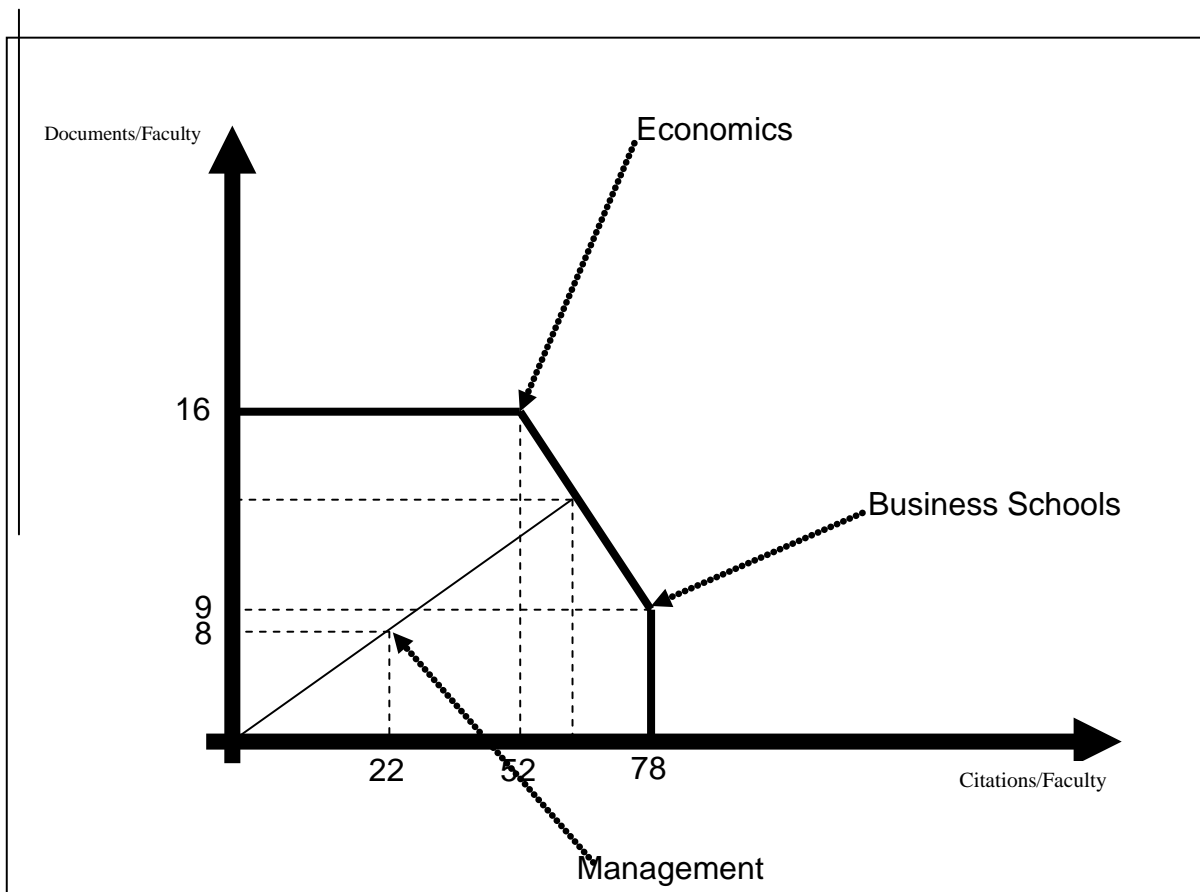 Economics
Documents/Faculty
16
Business Schools
9
8
22
52
78
Citations/Faculty
Management